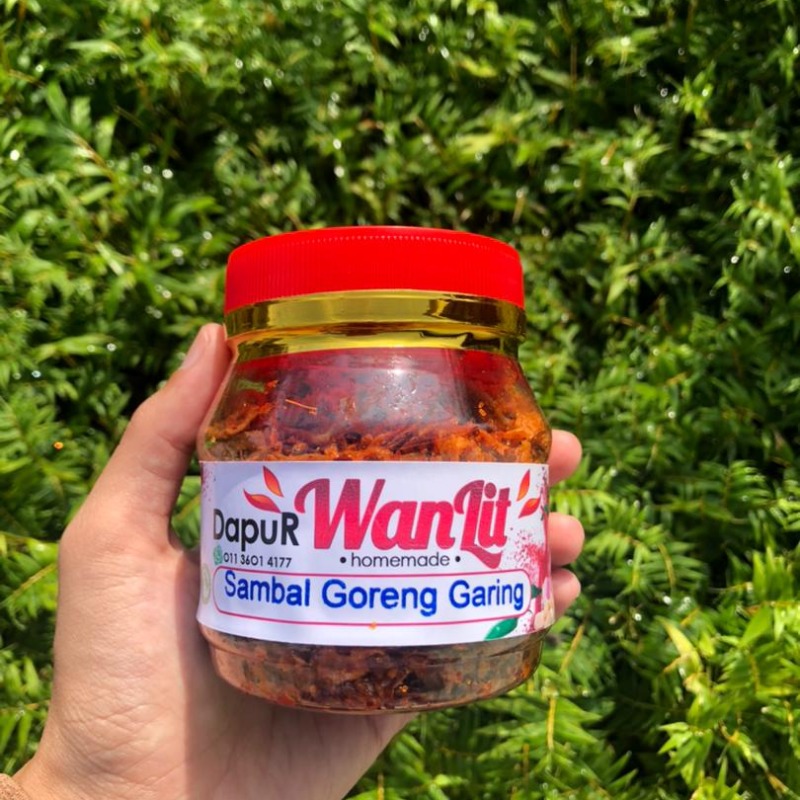 DapuR WanLit
011 3601 4177
• homemade •
Sambal Goreng Garing